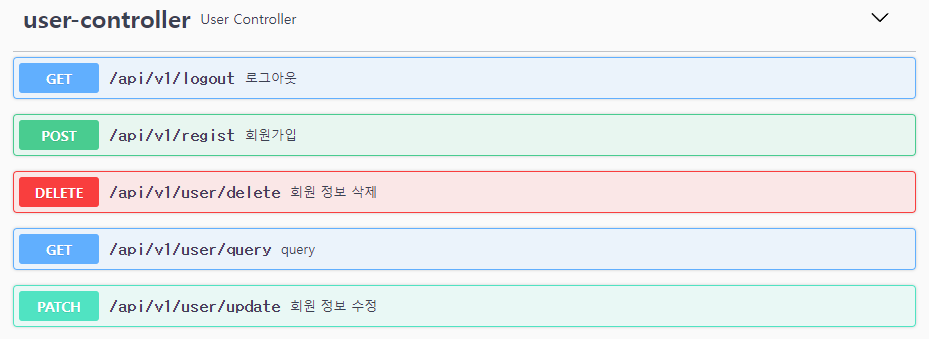 user-controller User Controller
GET /api/v1/logout 로그아웃
POST /api/v1/regist 회원가입
DELETE /api/v1/user/delete 회원 정보 삭제
GET /api/v1/user/query query
PATCH /api/v1/user/update 회원 정보 수정